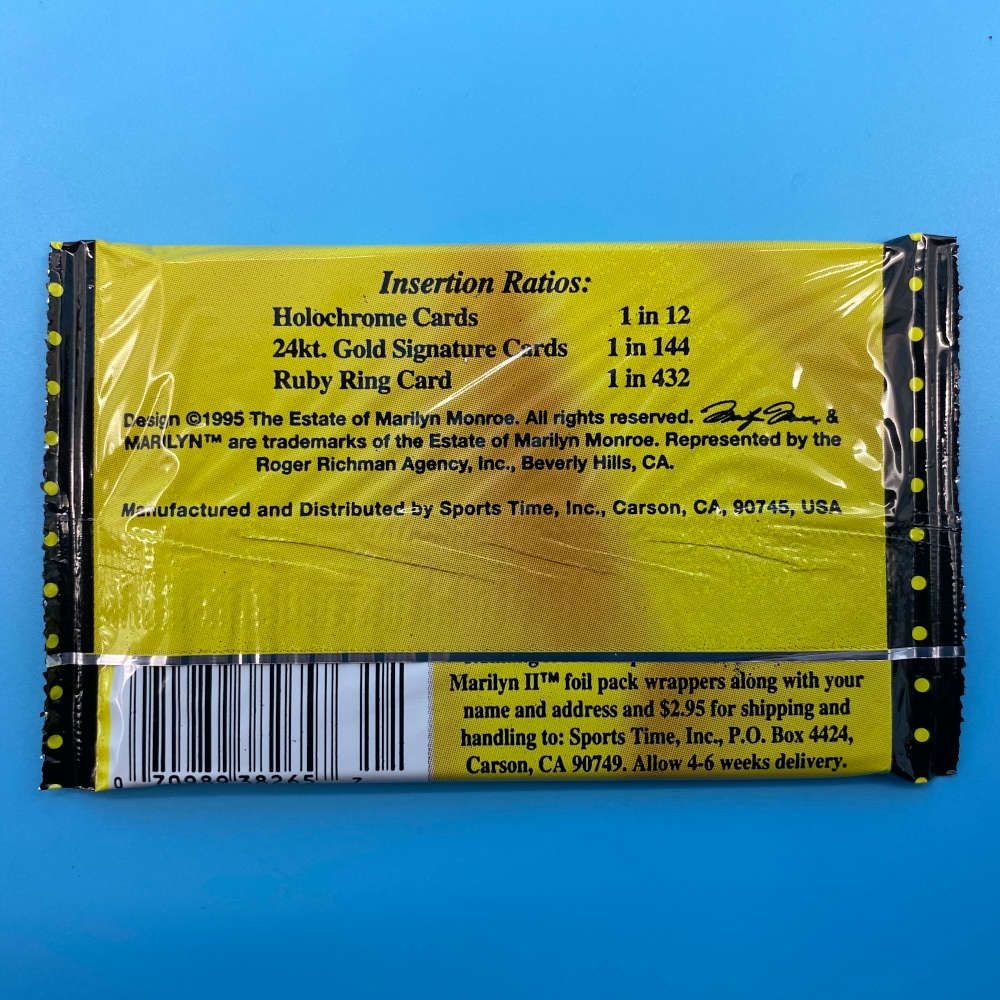 Insertion Ratios:
Holochrome Cards 1 in 12
24kt. Gold Signature Cards 1 in 144
Ruby Ring Card 1 in 432
Design ©1995 The Estate of Marilyn Monroe. All rights reserved. &
MARILYN™ are trademarks of the Estate of Marilyn Monroe. Represented by the
Roger Richman Agency, Inc., Beverly Hills, CA.
Manufactured and Distributed by Sports Time, Inc., Carson, CA, 90745, USA
Marilyn II™ foil pack wrappers along with your
name and address and $2.95 for shipping and
handling to: Sports Time, Inc., P.O. Box 4424,
Carson, CA 90749. Allow 4-6 weeks delivery.
0 70989 38265